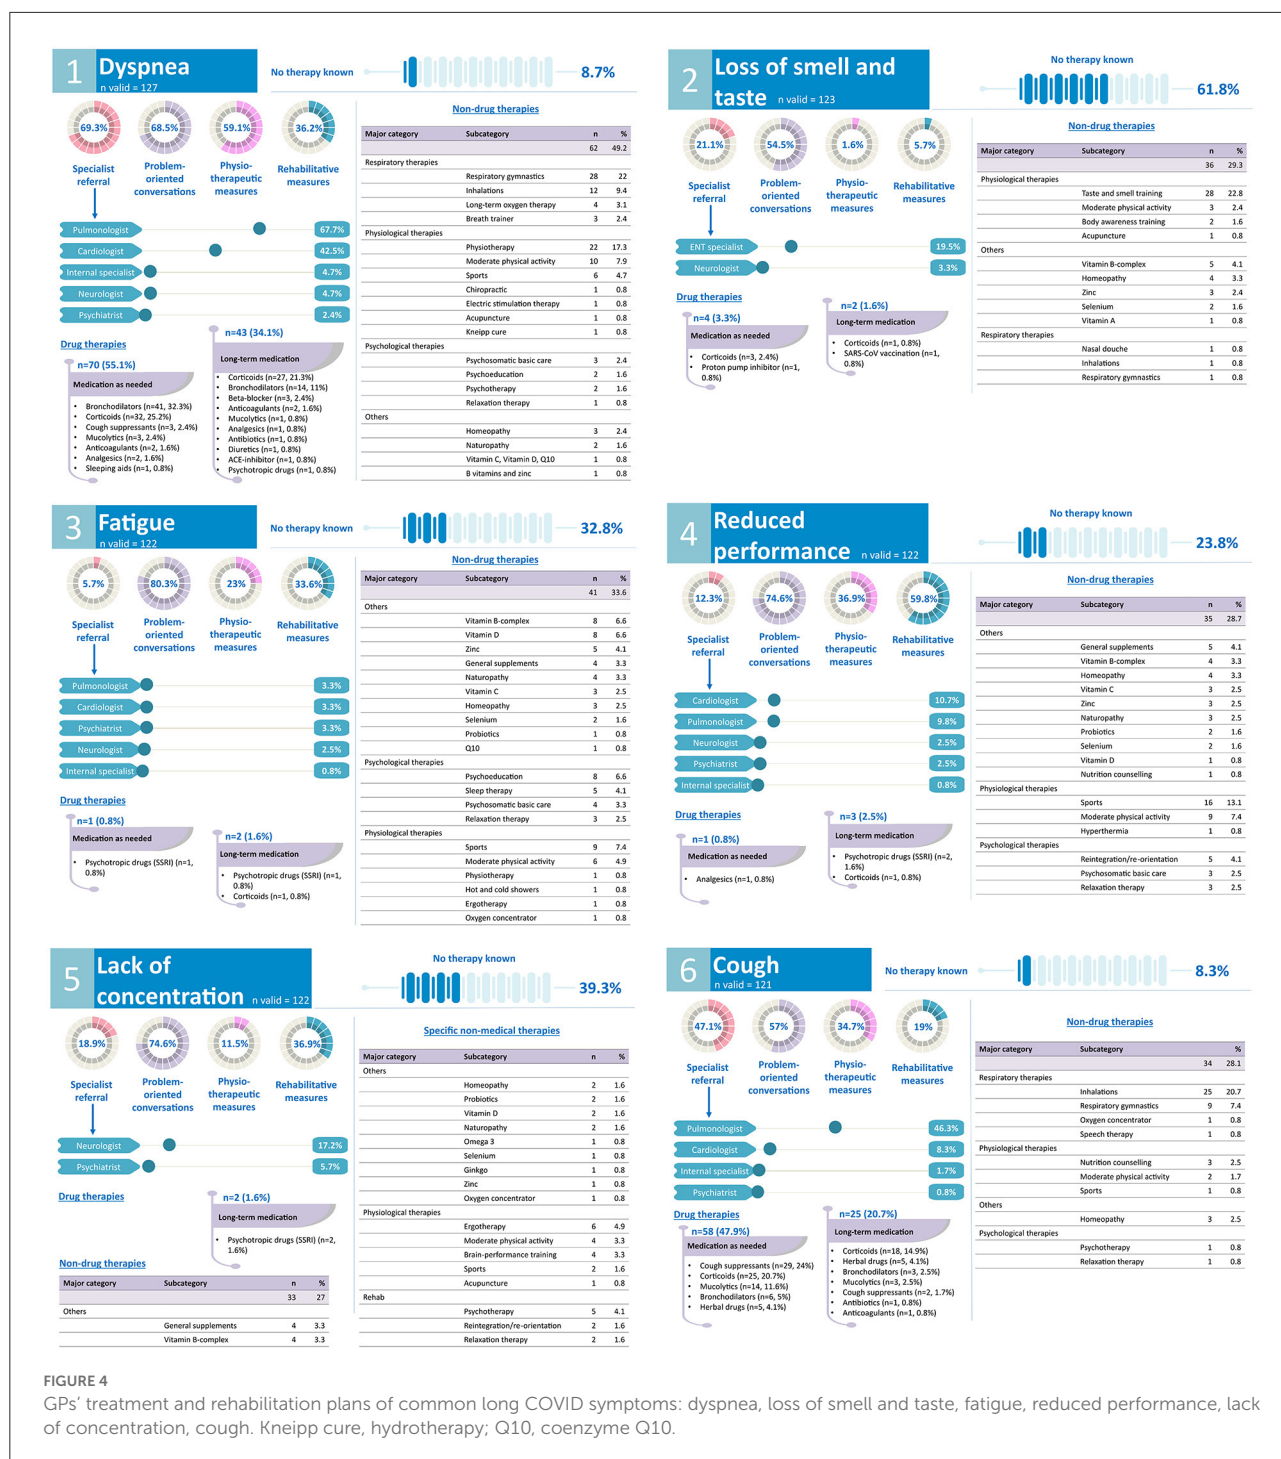 1 Dyspnea
n valid = 127
No therapy known 8.7%
69.3% 68.5% 59.1% 36.2%
Specialist referral
Problem-oriented conversations
Physio-therapeutic measures
Rehabilitative measures
Pulmonologist 67.7%
Cardiologist 42.5%
Internal specialist 4.7%
Neurologist 4.7%
Psychiatrist 2.4%
Drug therapies
n=70 (55.1%)
Medication as needed
• Bronchodilators (n=41, 32.3%)
• Corticoids (n=32, 25.2%)
• Cough suppressants (n=3, 2.4%)
• Mucolytics (n=3, 2.4%)
• Anticoagulants (n=2, 1.6%)
• Analgesics (n=2, 1.6%)
• Sleeping aids (n=1, 0.8%)
n=43 (34.1%)
Long-term medication
• Corticoids (n=27, 21.3%)
• Bronchodilators (n=14, 11%)
• Beta-blocker (n=3, 2.4%)
• Anticoagulants (n=2, 1.6%)
• Mucolytics (n=1, 0.8%)
• Analgesics (n=1, 0.8%)
• Antibiotics (n=1, 0.8%)
• Diuretics (n=1, 0.8%)
• ACE-inhibitor (n=1, 0.8%)
• Psychotropic drugs (n=1, 0.8%)
Non-drug therapies
Major category Subcategory n %
62 49.2
Respiratory therapies
Respiratory gymnastics 28 22
Inhalations 12 9.4
Long-term oxygen therapy 4 3.1
Breath trainer 3 2.4
Physiological therapies
Physiotherapy 22 17.3
Moderate physical activity 10 7.9
Sports 6 4.7
Chiropractic 1 0.8
Electric stimulation therapy 1 0.8
Acupuncture 1 0.8
Kneipp cure 1 0.8
Psychological therapies
Psychosomatic basic care 3 2.4
Psychoeducation 2 1.6
Psychotherapy 2 1.6
Relaxation therapy 1 0.8
Others
Homeopathy 3 2.4
Naturopathy 2 1.6
Vitamin C, Vitamin D, Q10 1 0.8
B vitamins and zinc 1 0.8
2 Loss of smell and
taste n valid = 123
No therapy known
61.8%
21.1% 54.5% 1.6% 5.7%
Specialist referral
Problem-oriented conversations
Physio-therapeutic measures
Rehabilitative measures
ENT specialist 19.5%
Neurologist 3.3%
Drug therapies
n=4 (3.3%)
Medication as needed
• Corticoids (n=3, 2.4%)
• Proton pump inhibitor (n=1,
0.8%)
n=2 (1.6%)
Long-term medication
• Corticoids (n=1, 0.8%)
• SARS-CoV vaccination (n=1,
0.8%)
Non-drug therapies
Major category Subcategory n %
36 29.3
Physiological therapies
Taste and smell training 28 22.8
Moderate physical activity 3 2.4
Body awareness training 2 1.6
Acupuncture 1 0.8
Others
Vitamin B-complex 5 4.1
Homeopathy 4 3.3
Zinc 3 2.4
Selenium 2 1.6
Vitamin A 1 0.8
Respiratory therapies
Nasal douche 1 0.8
Inhalations 1 0.8
Respiratory gymnastics 1 0.8
3 Fatigue
n valid = 122
No therapy known 32.8%
5.7% 80.3% 23% 33.6%
Specialist referral
Problem-oriented conversations
Physio-therapeutic measures
Rehabilitative measures
Pulmonologist 3.3%
Cardiologist 3.3%
Psychiatrist 3.3%
Neurologist 2.5%
Internal specialist 0.8%
Drug therapies
n=1 (0.8%)
Medication as needed
• Psychotropic drugs (SSRI) (n=1,
0.8%)
n=2 (1.6%)
Long-term medication
• Psychotropic drugs (SSRI) (n=1,
0.8%)
• Corticoids (n=1, 0.8%)
Non-drug therapies
Major category Subcategory n %
41 33.6
Others
Vitamin B-complex 8 6.6
Vitamin D 8 6.6
Zinc 5 4.1
General supplements 4 3.3
Naturopathy 4 3.3
Vitamin C 3 2.5
Homeopathy 3 2.5
Selenium 2 1.6
Probiotics 1 0.8
Q10 1 0.8
Psychological therapies
Psychoeducation 8 6.6
Sleep therapy 5 4.1
Psychosomatic basic care 4 3.3
Relaxation therapy 3 2.5
Physiological therapies
Sports 9 7.4
Moderate physical activity 6 4.9
Physiotherapy 1 0.8
Hot and cold showers 1 0.8
Ergotherapy 1 0.8
Oxygen concentrator 1 0.8
4 Reduced
performance n valid = 122
No therapy known
23.8%
12.3% 74.6% 36.9% 59.8%
Specialist referral
Problem-oriented conversations
Physio-therapeutic measures
Rehabilitative measures
Cardiologist 10.7%
Pulmonologist 9.8%
Neurologist 2.5%
Psychiatrist 2.5%
Internal specialist 0.8%
Drug therapies
n=1 (0.8%)
Medication as needed
• Analgesics (n=1, 0.8%)
n=3 (2.5%)
Long-term medication
• Psychotropic drugs (SSRI) (n=2,
1.6%)
• Corticoids (n=1, 0.8%)
Non-drug therapies
Major category Subcategory n %
35 28.7
Others
General supplements 5 4.1
Vitamin B-complex 4 3.3
Homeopathy 4 3.3
Vitamin C 3 2.5
Zinc 3 2.5
Naturopathy 3 2.5
Probiotics 2 1.6
Selenium 2 1.6
Vitamin D 1 0.8
Nutrition counselling 1 0.8
Physiological therapies
Sports 16 13.1
Moderate physical activity 9 7.4
Hyperthermia 1 0.8
Psychological therapies
Reintegration/re-orientation 5 4.1
Psychosomatic basic care 3 2.5
Relaxation therapy 3 2.5
5 Lack of
concentration n valid = 122
No therapy known
39.3%
18.9% 74.6% 11.5% 36.9%
Specialist referral
Problem-oriented conversations
Physio-therapeutic measures
Rehabilitative measures
Neurologist 17.2%
Psychiatrist 5.7%
Drug therapies
n=2 (1.6%)
Long-term medication
• Psychotropic drugs (SSRI) (n=2,
1.6%)
Non-drug therapies
Major category Subcategory n %
33 27
Others
General supplements 4 3.3
Vitamin B-complex 4 3.3
Specific non-medical therapies
Major category Subcategory n %
Others
Homeopathy 2 1.6
Probiotics 2 1.6
Vitamin D 2 1.6
Naturopathy 2 1.6
Omega 3 1 0.8
Selenium 1 0.8
Ginkgo 1 0.8
Zinc 1 0.8
Oxygen concentrator 1 0.8
Physiological therapies
Ergotherapy 6 4.9
Moderate physical activity 4 3.3
Brain-performance training 4 3.3
Sports 2 1.6
Acupuncture 1 0.8
Rehab
Psychotherapy 5 4.1
Reintegration/re-orientation 2 1.6
Relaxation therapy 2 1.6
6 Cough
n valid = 121
No therapy known 8.3%
47.1% 57% 34.7% 19%
Specialist referral
Problem-oriented conversations
Physio-therapeutic measures
Rehabilitative measures
Pulmonologist 46.3%
Cardiologist 8.3%
Internal specialist 1.7%
Psychiatrist 0.8%
Drug therapies
n=58 (47.9%)
Medication as needed
• Cough suppressants (n=29, 24%)
• Corticoids (n=25, 20.7%)
• Mucolytics (n=14, 11.6%)
• Bronchodilators (n=6, 5%)
• Herbal drugs (n=5, 4.1%)
n=25 (20.7%)
Long-term medication
• Corticoids (n=18, 14.9%)
• Herbal drugs (n=5, 4.1%)
• Bronchodilators (n=3, 2.5%)
• Mucolytics (n=3, 2.5%)
• Cough suppressants (n=2, 1.7%)
• Antibiotics (n=1, 0.8%)
• Anticoagulants (n=1, 0.8%)
Non-drug therapies
Major category Subcategory %
34 28.1
Respiratory therapies
Inhalations 25 20.7
Respiratory gymnastics 9 7.4
Oxygen concentrator 1 0.8
Speech therapy 1 0.8
Physiological therapies
Nutrition counselling 3 2.5
Moderate physical activity 2 1.7
Sports 1 0.8
Others
Homeopathy 3 2.5
Psychological therapies
Psychotherapy 1 0.8
Relaxation therapy 1 0.8
FIGURE 4
GPs' treatment and rehabilitation plans of common long COVID symptoms: dyspnea, loss of smell and taste, fatigue, reduced performance, lack
of concentration, cough. Kneipp cure, hydrotherapy; Q10, coenzyme Q10.